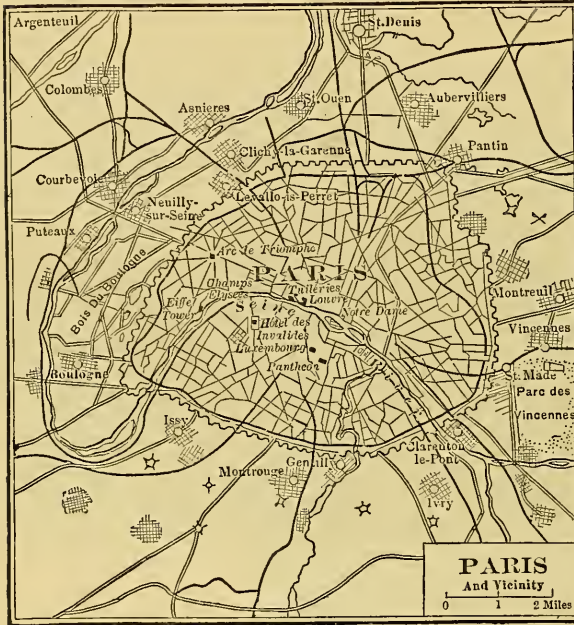 Argenteuil
St.Denis
Colombes
Asnieres
St.Ouen
Aubervilliers
Clichy-la-Garenne
Pantin
Courbevoie
Neuilly-
sur-Seine
Levallois-Perret
Puteaux
Arc de Triomphe
PARIS
Bois Du Boulogne
Champs
Elysees
Tuileries
Louvre
Eiffel
Tower
Seine
Notre Dame
Montreuil
Hôtel des
Invalides
Vincennes
Luxembourg
Pantheon
Boulogne
St.Made
Parc des
Vincennes
Issy
Clarenton
le-Pont
Montrouge
Gentill
Ivry
PARIS
And Vicinity
0 1 2 Miles